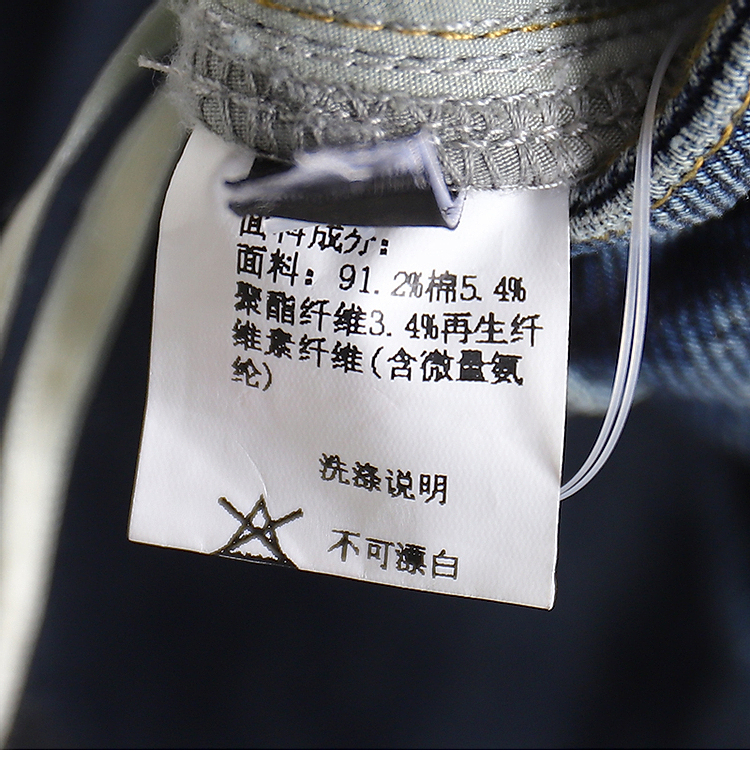 面料成分:
面料: 91.2%棉5.4%
聚酯纤维3.4%再生纤
维素纤维(含微量氨
纶)
洗涤说明
不可漂白